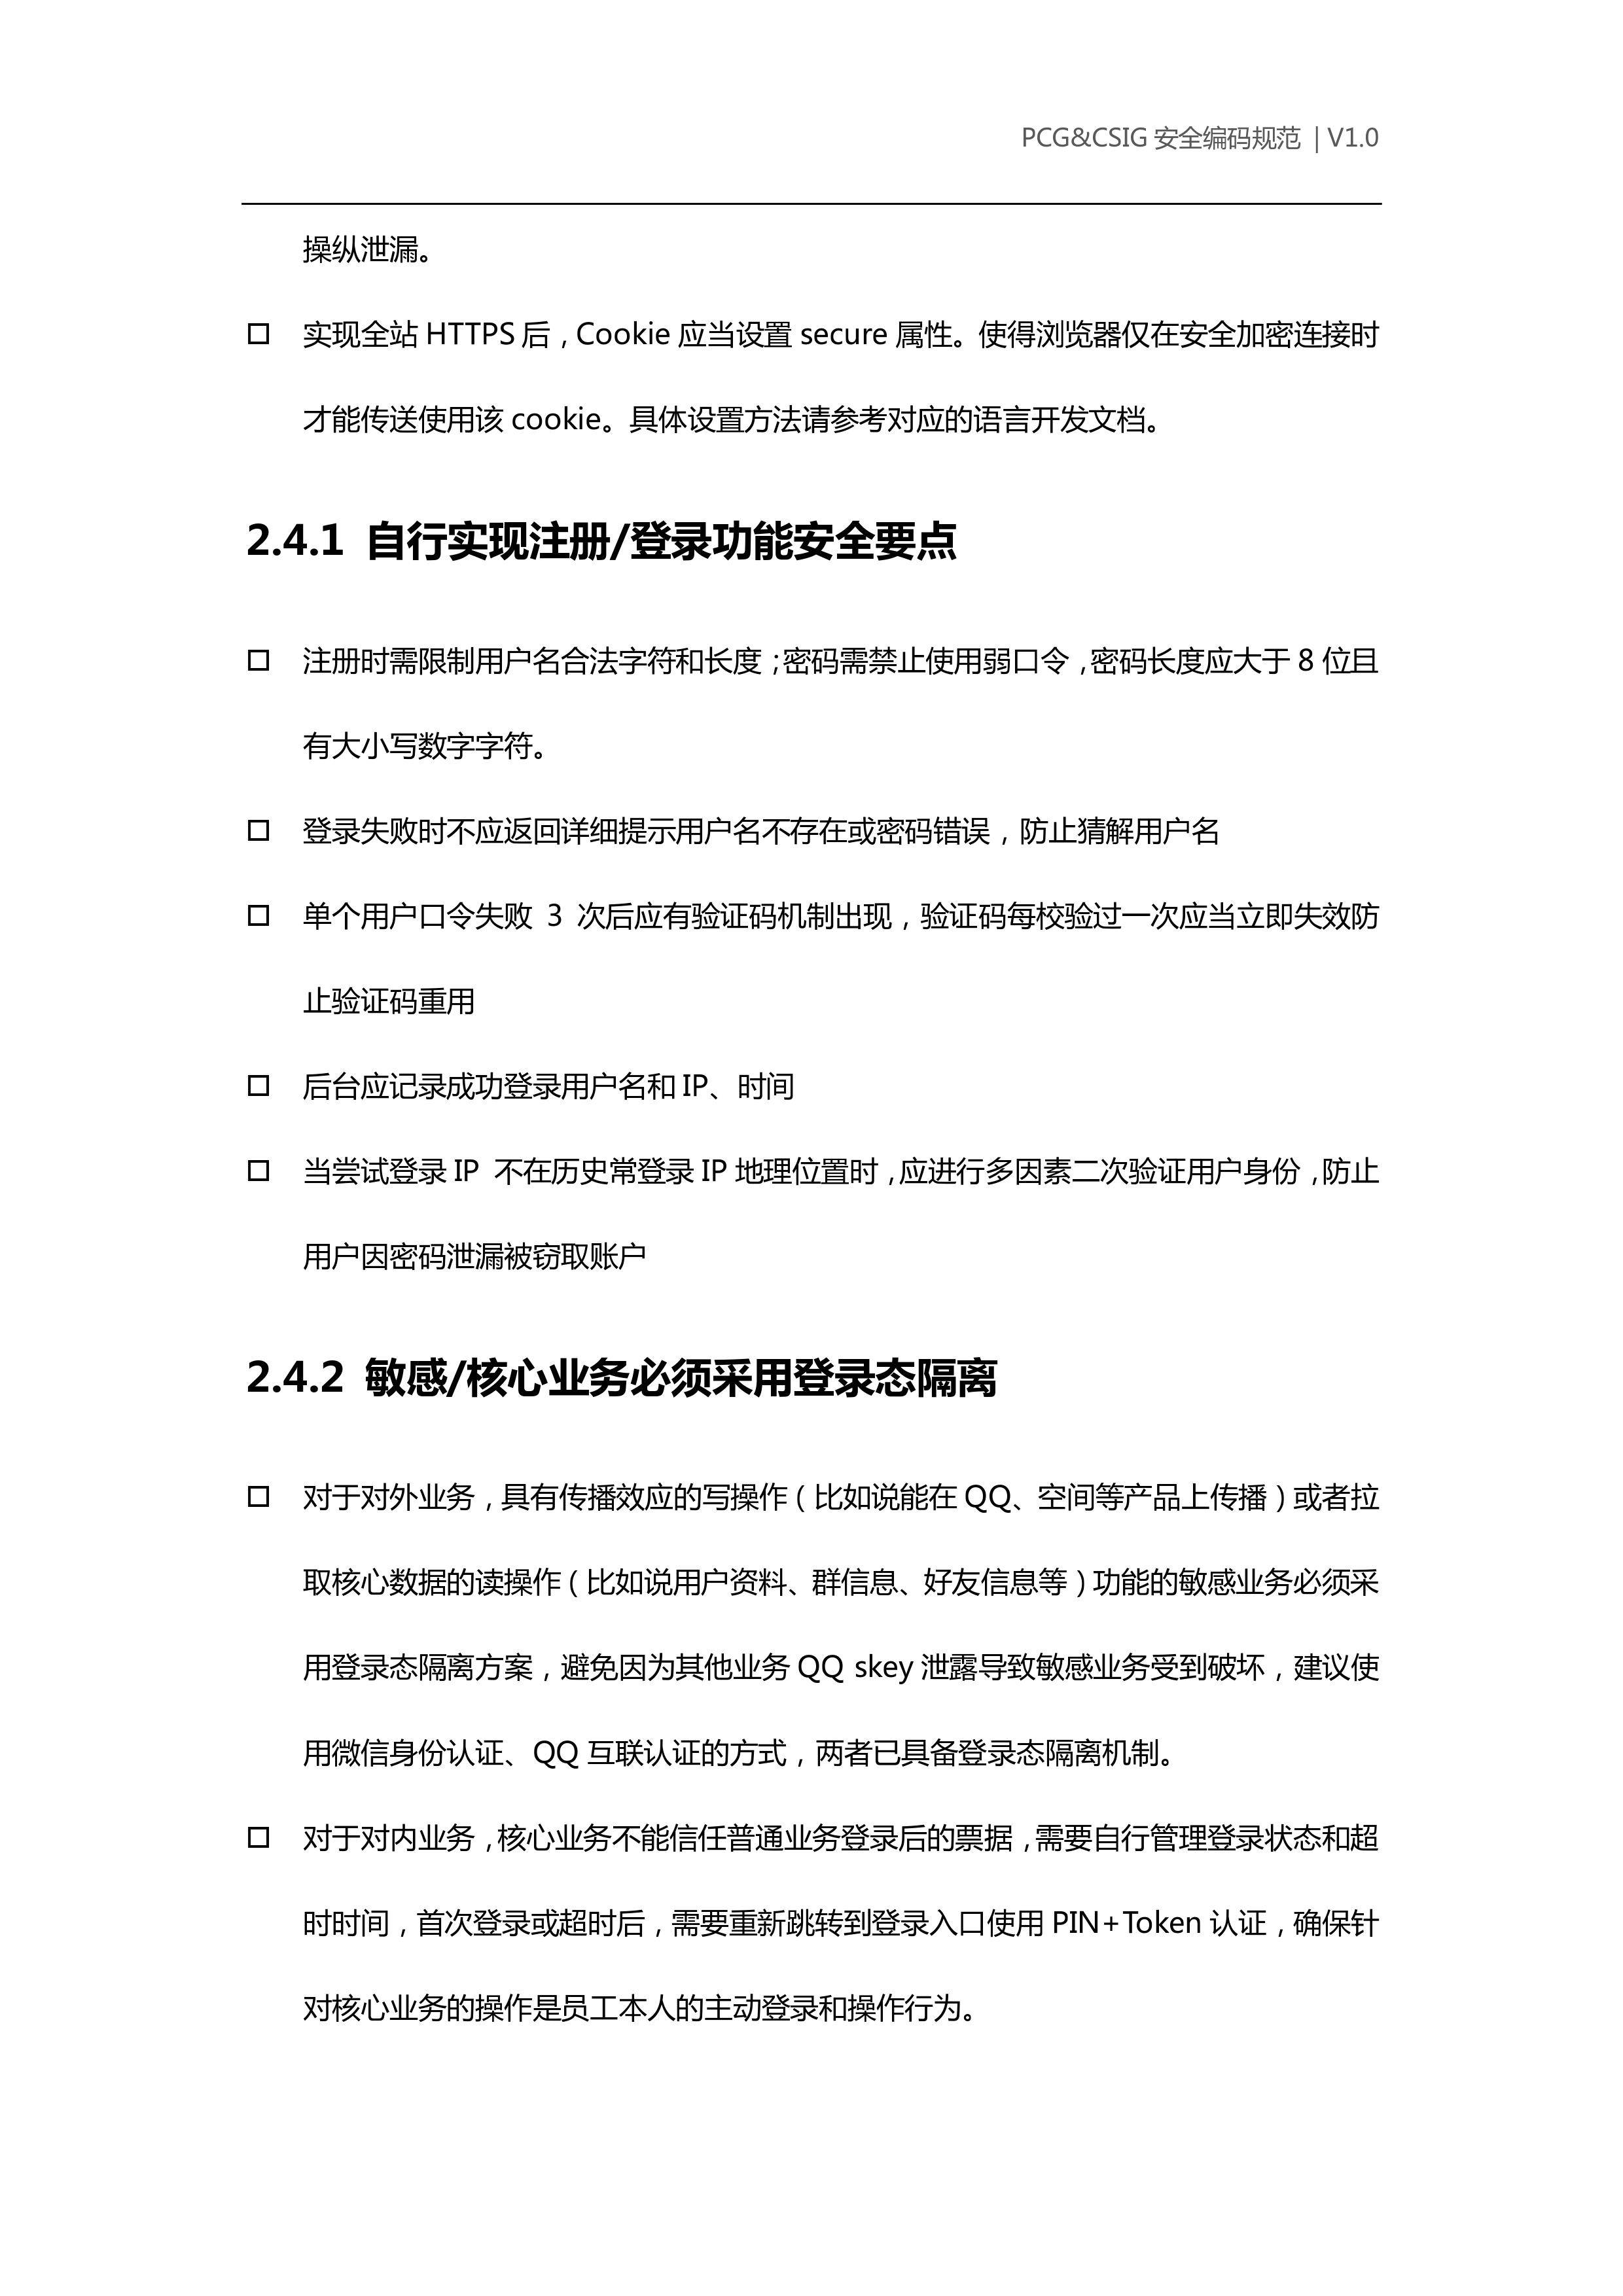 PCG&CSIG 安全编码规范 | V1.0
操纵泄漏。
□ 实现全站 HTTPS 后，Cookie 应当设置 secure 属性。使得浏览器仅在安全加密连接时
才能传送使用该 cookie。具体设置方法请参考对应的语言开发文档。
2.4.1 自行实现注册/登录功能安全要点
□ 注册时需限制用户名合法字符和长度；密码需禁止使用弱口令，密码长度应大于 8 位且
有大小写数字字符。
□ 登录失败时不应返回详细提示用户名不存在或密码错误，防止猜解用户名
□ 单个用户口令失败 3 次后应有验证码机制出现，验证码每校验过一次应当立即失效防
止验证码重用
□ 后台应记录成功登录用户名和 IP、时间
□ 当尝试登录 IP 不在历史常登录 IP 地理位置时，应进行多因素二次验证用户身份，防止
用户因密码泄漏被窃取账户
2.4.2 敏感/核心业务必须采用登录态隔离
□ 对于对外业务，具有传播效应的写操作（比如说能在 QQ、空间等产品上传播）或者拉
取核心数据的读操作（比如说用户资料、群信息、好友信息等）功能的敏感业务必须采
用登录态隔离方案，避免因为其他业务 QQ skey 泄露导致敏感业务受到破坏，建议使
用微信身份认证、QQ 互联认证的方式，两者已具备登录态隔离机制。
□ 对于对内业务，核心业务不能信任普通业务登录后的票据，需要自行管理登录状态和超
时时间，首次登录或超时后，需要重新跳转到登录入口使用 PIN+Token 认证，确保针
对核心业务的操作是员工本人的主动登录和操作行为。